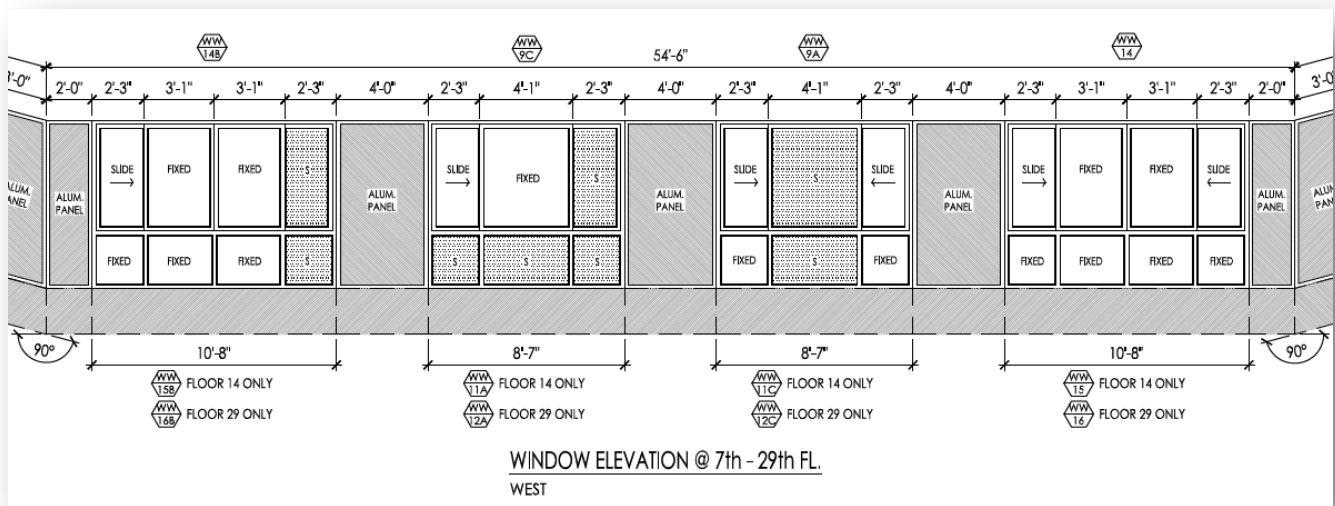 WW 14B
WW 9C
WW 9A
WW 14
54'-6"
2'-0" 2'-3" 3'-1" 3'-1" 2'-3" 4'-0" 2'-3" 4'-1" 2'-3" 4'-0" 2'-3" 4'-1" 2'-3" 4'-0" 2'-3" 3'-1" 3'-1" 2'-3" 2'-0"
ALUM. PANEL
ALUM. PANEL
SLIDE FIXED FIXED S
ALUM. PANEL
SLIDE FIXED S
ALUM. PANEL
SLIDE S SLIDE
ALUM. PANEL
SLIDE FIXED FIXED SLIDE
ALUM. PANEL
FIXED FIXED FIXED S
S S S
FIXED S FIXED
FIXED FIXED FIXED FIXED
90° 10'-8" 8'-7" 8'-7" 10'-8" 90°
WW 15B FLOOR 14 ONLY
WW 16B FLOOR 29 ONLY
WW 11A FLOOR 14 ONLY
WW 12A FLOOR 29 ONLY
WW 11C FLOOR 14 ONLY
WW 12C FLOOR 29 ONLY
WW 15 FLOOR 14 ONLY
WW 16 FLOOR 29 ONLY
WINDOW ELEVATION @ 7th - 29th FL.
WEST